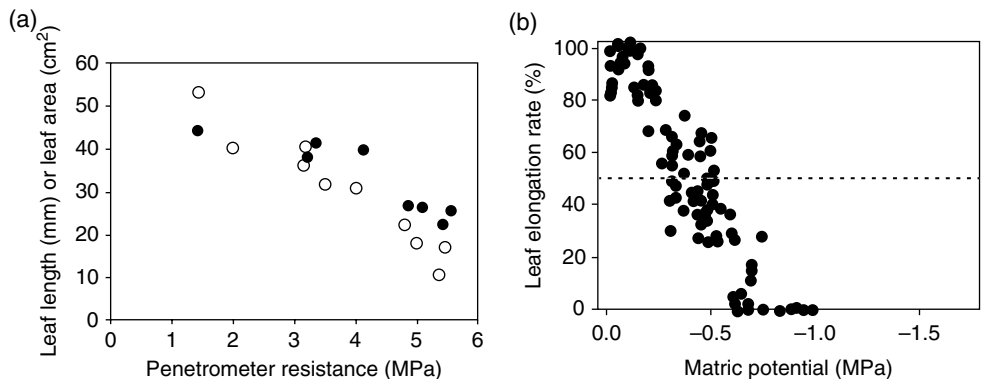 (a)
Leaf length (mm) or leaf area (cm²)
60
50
40
30
20
10
0
0 1 2 3 4 5 6
Penetrometer resistance (MPa)
(b)
Leaf elongation rate (%)
100
80
60
40
20
0
0.0 −0.5 −1.0 −1.5
Matric potential (MPa)